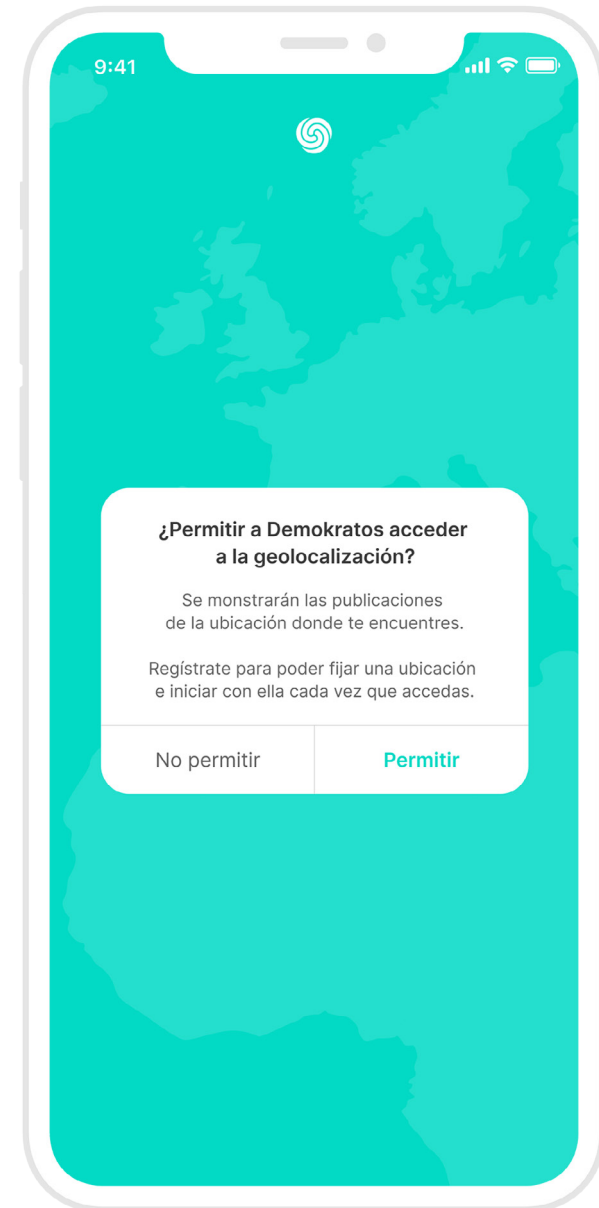 9:41
¿Permitir a Demokratos acceder
a la geolocalización?
Se monstrarán las publicaciones
de la ubicación donde te encuentres.
Regístrate para poder fijar una ubicación
e iniciar con ella cada vez que accedas.
No permitir
Permitir